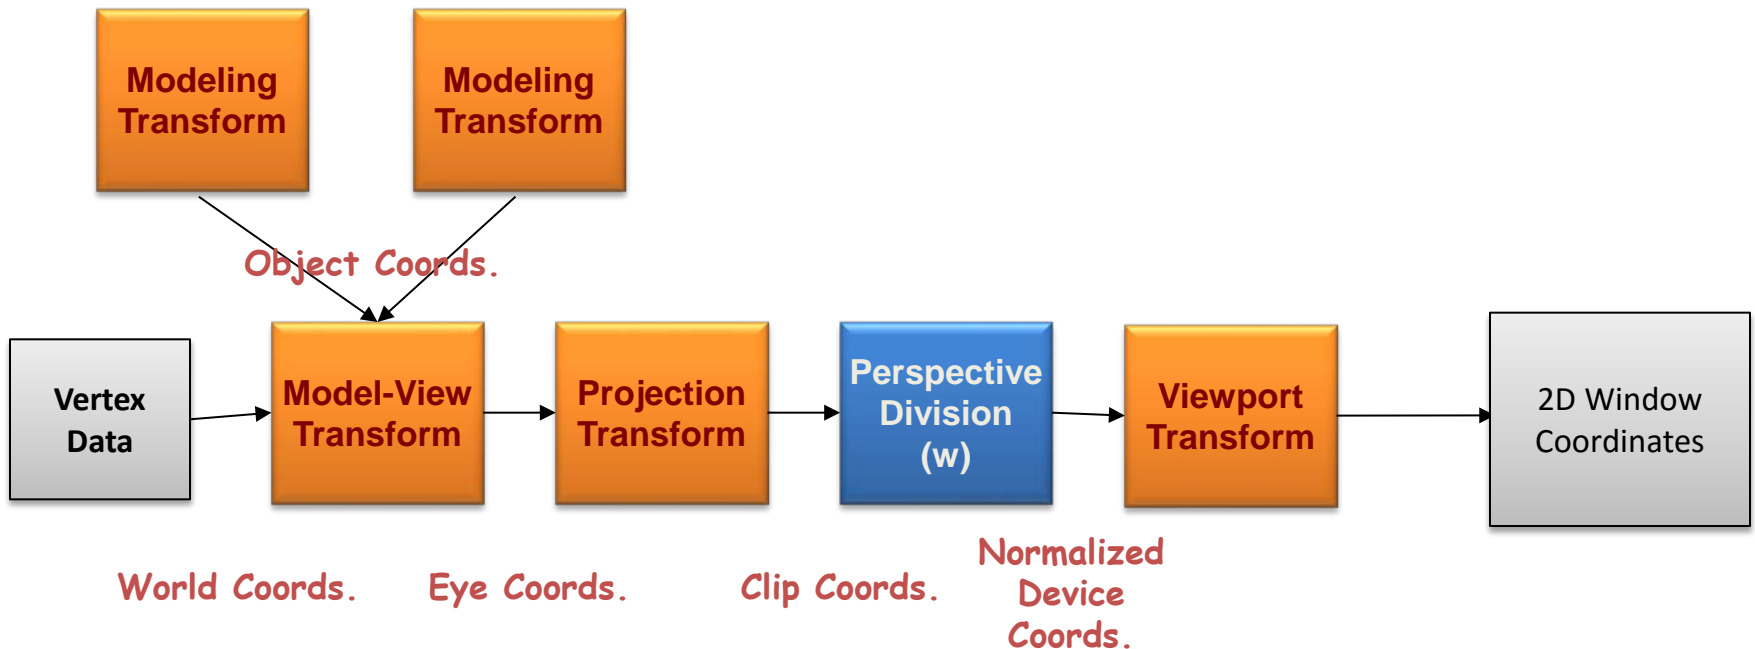 Modeling
Transform
Modeling
Transform
Object Coords.
Vertex
Data
Model-View
Transform
Projection
Transform
Perspective
Division
(w)
Viewport
Transform
2D Window
Coordinates
World Coords.
Eye Coords.
Clip Coords.
Normalized
Device
Coords.